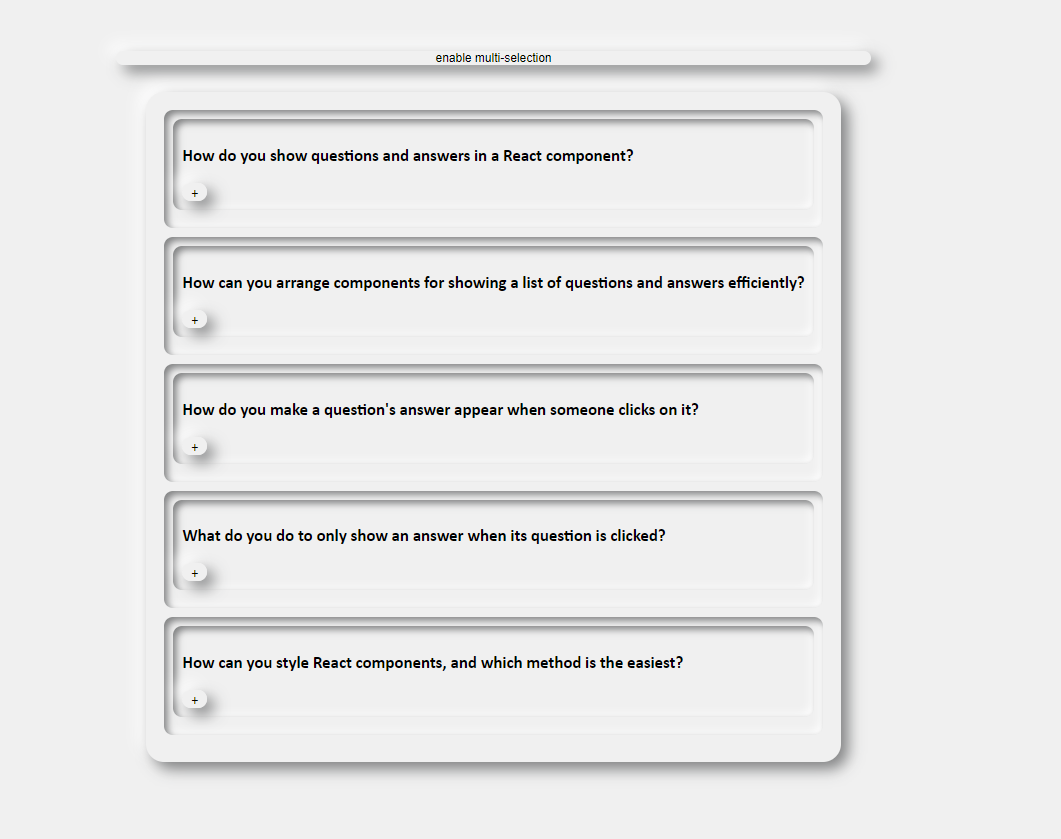 enable multi-selection
How do you show questions and answers in a React component?
+
How can you arrange components for showing a list of questions and answers efficiently?
+
How do you make a question's answer appear when someone clicks on it?
+
What do you do to only show an answer when its question is clicked?
+
How can you style React components, and which method is the easiest?
+